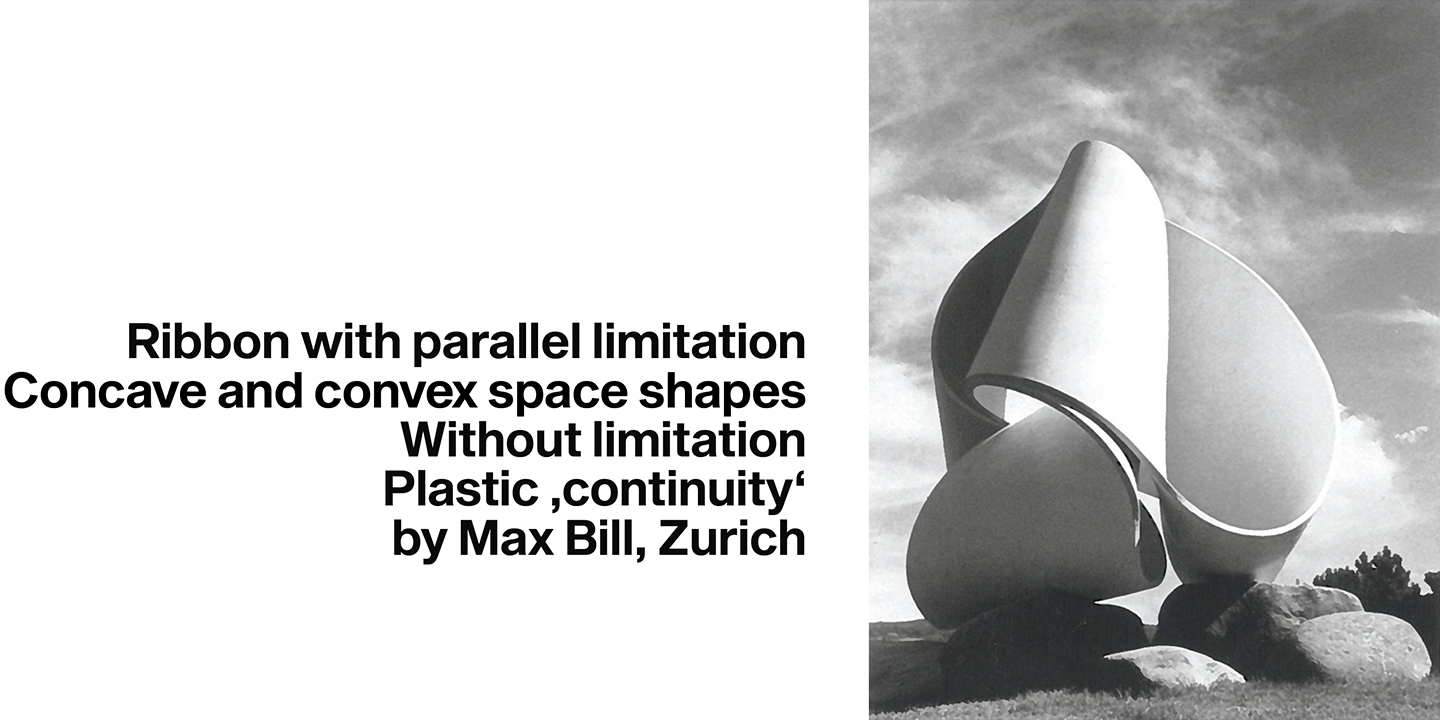 Ribbon with parallel limitation
Concave and convex space shapes
Without limitation
Plastic ‚continuity‘
by Max Bill, Zurich